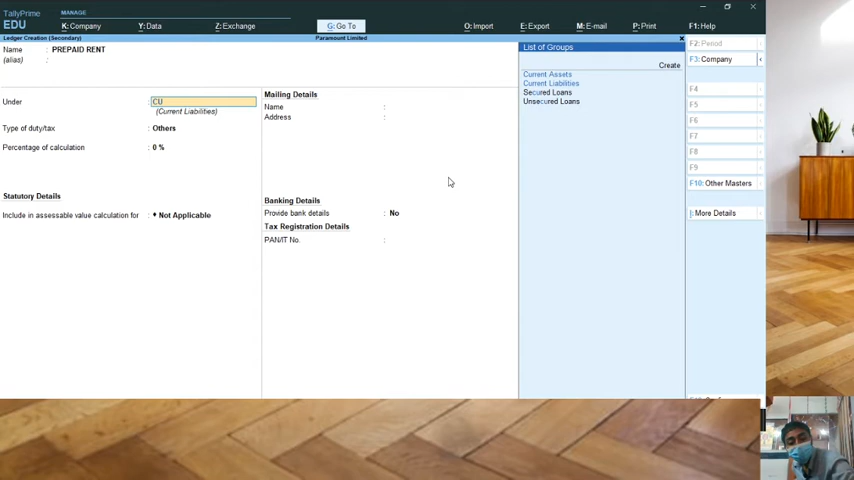 TallyPrime MANAGE
EDU K: Company Y: Data Z: Exchange G: Go To O: Import E: Export M: E-mail P: Print F1: Help
Ledger Creation (Secondary) Paramount Limited
Name : PREPAID RENT
(alias) :
Under : CU
(Current Liabilities)
Type of duty/tax : Others
Percentage of calculation : 0 %
Statutory Details
Include in assessable value calculation for : ♦ Not Applicable
Mailing Details
Name :
Address :
Banking Details
Provide bank details : No
Tax Registration Details
PAN/IT No. :
List of Groups
Create
Current Assets
Current Liabilities
Secured Loans
Unsecured Loans
F2: Period
F3: Company
F4
F5
F6
F7
F8
F9
F10: Other Masters
]: More Details